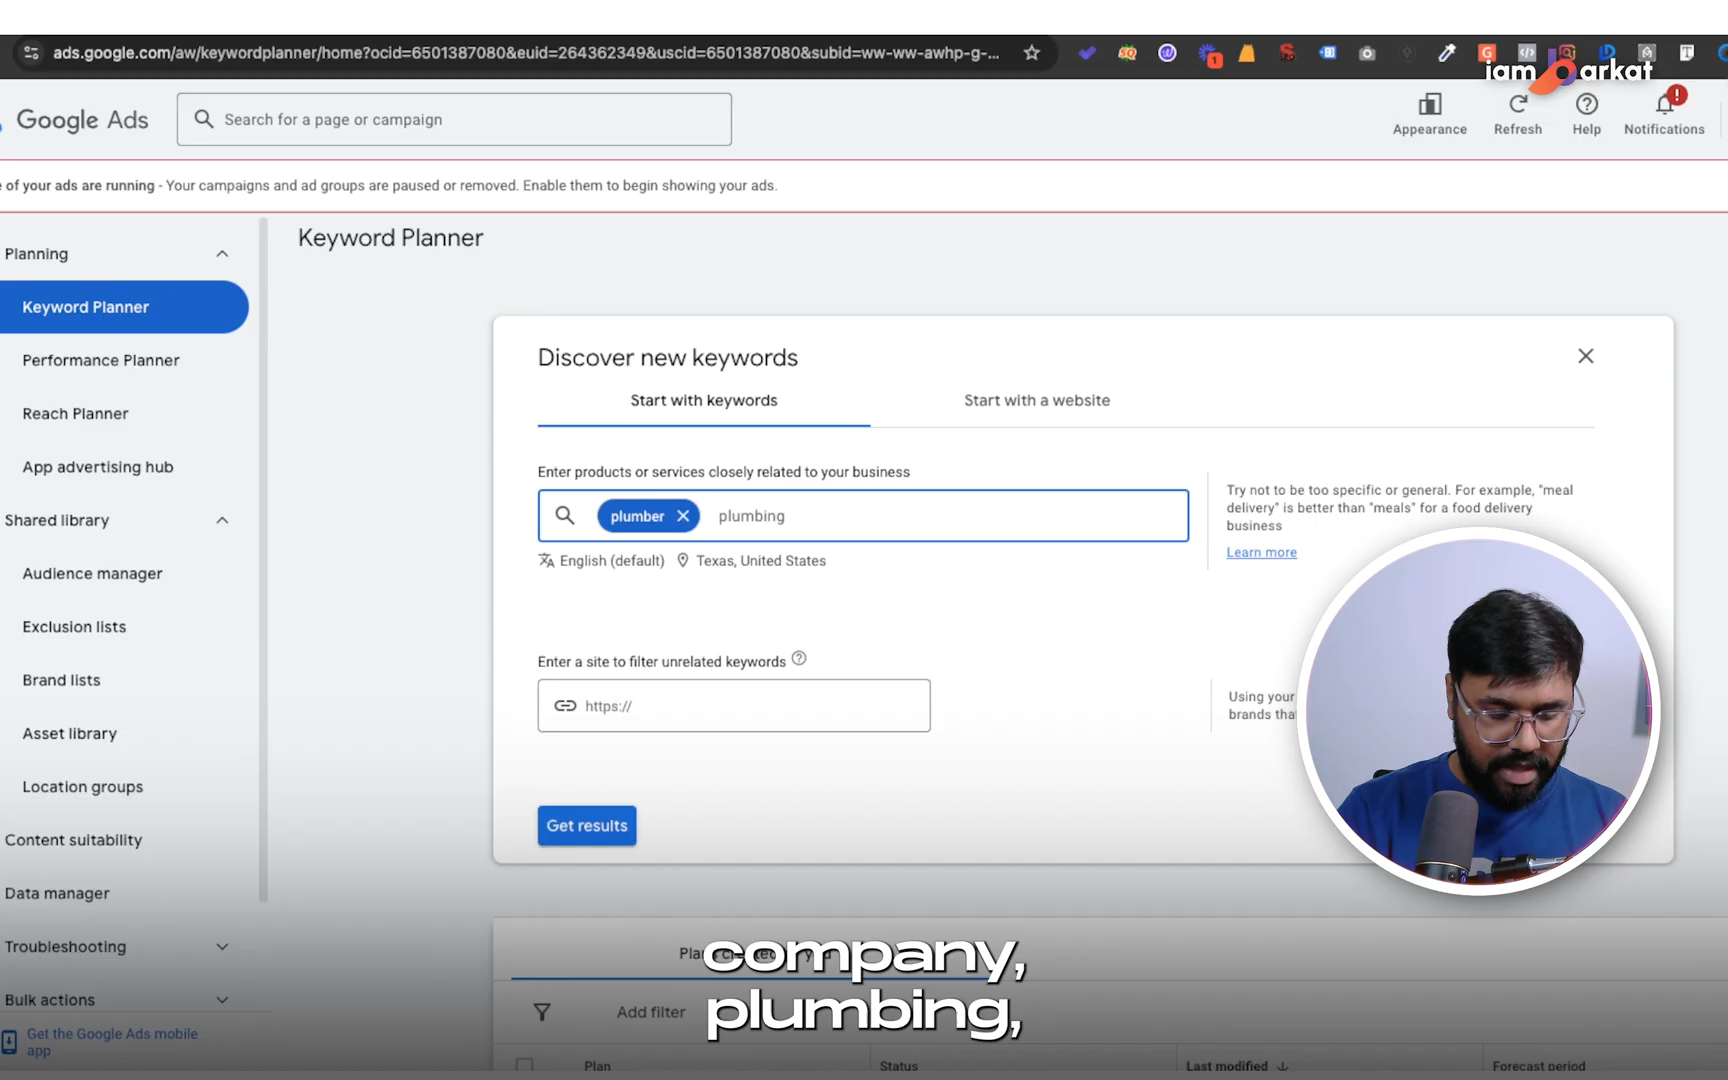 ads.google.com/aw/keywordplanner/home?ocid=6501387080&euid=264362349&uscid=6501387080&subid=ww-ww-awhp-g-...
iam parkat
Google Ads
Search for a page or campaign
Appearance
Refresh
Help
Notifications
e of your ads are running - Your campaigns and ad groups are paused or removed. Enable them to begin showing your ads.
Planning
Keyword Planner
Performance Planner
Reach Planner
App advertising hub
Shared library
Audience manager
Exclusion lists
Brand lists
Asset library
Location groups
Content suitability
Data manager
Troubleshooting
Bulk actions
Get the Google Ads mobile
app
Keyword Planner
Discover new keywords
Start with keywords
Start with a website
Enter products or services closely related to your business
plumber
plumbing
English (default)
Texas, United States
Try not to be too specific or general. For example, "meal
delivery" is better than "meals" for a food delivery
business
Learn more
Enter a site to filter unrelated keywords
https://
Using your
brands tha
Get results
company,
plumbing,
Add filter
Plan
Status
Last modified
Forecast period